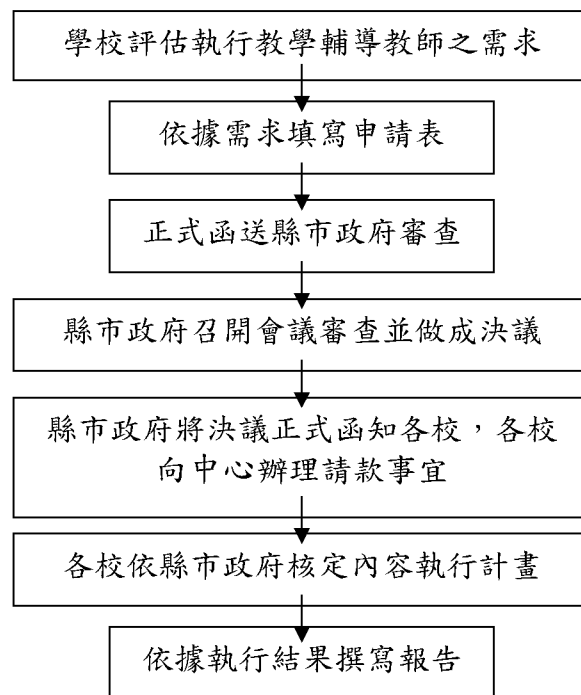 學校評估執行教學輔導教師之需求
依據需求填寫申請表
正式函送縣市政府審查
縣市政府召開會議審查並做成決議
縣市政府將決議正式函知各校，各校
向中心辦理請款事宜
各校依縣市政府核定內容執行計畫
依據執行結果撰寫報告